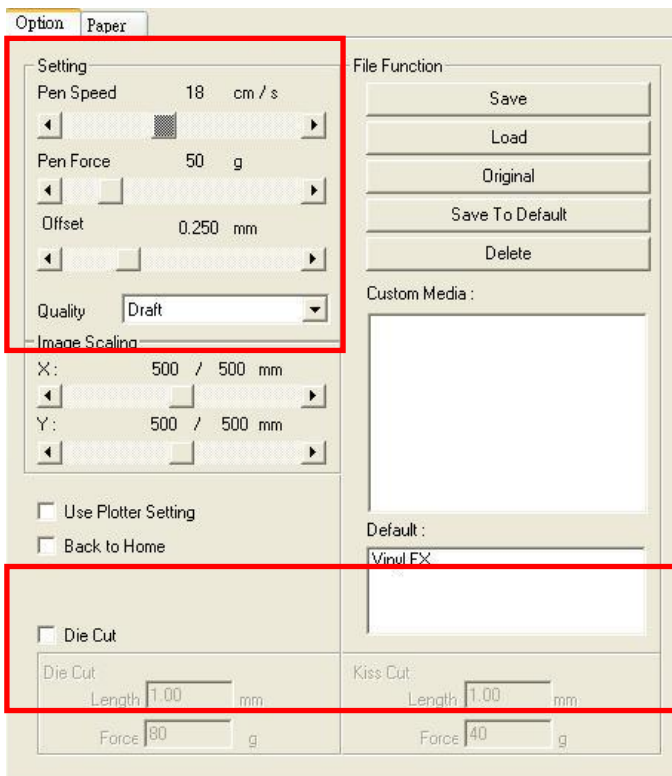 Option Paper
Setting
Pen Speed 18 cm / s
Pen Force 50 g
Offset 0.250 mm
Quality Draft
Image Scaling
X : 500 / 500 mm
Y : 500 / 500 mm
Use Plotter Setting
Back to Home
File Function
Save
Load
Original
Save To Default
Delete
Custom Media :
Default :
Vinyl EX
Die Cut
Die Cut
Length 1.00 mm
Force 80 g
Kiss Cut
Length 1.00 mm
Force 40 g